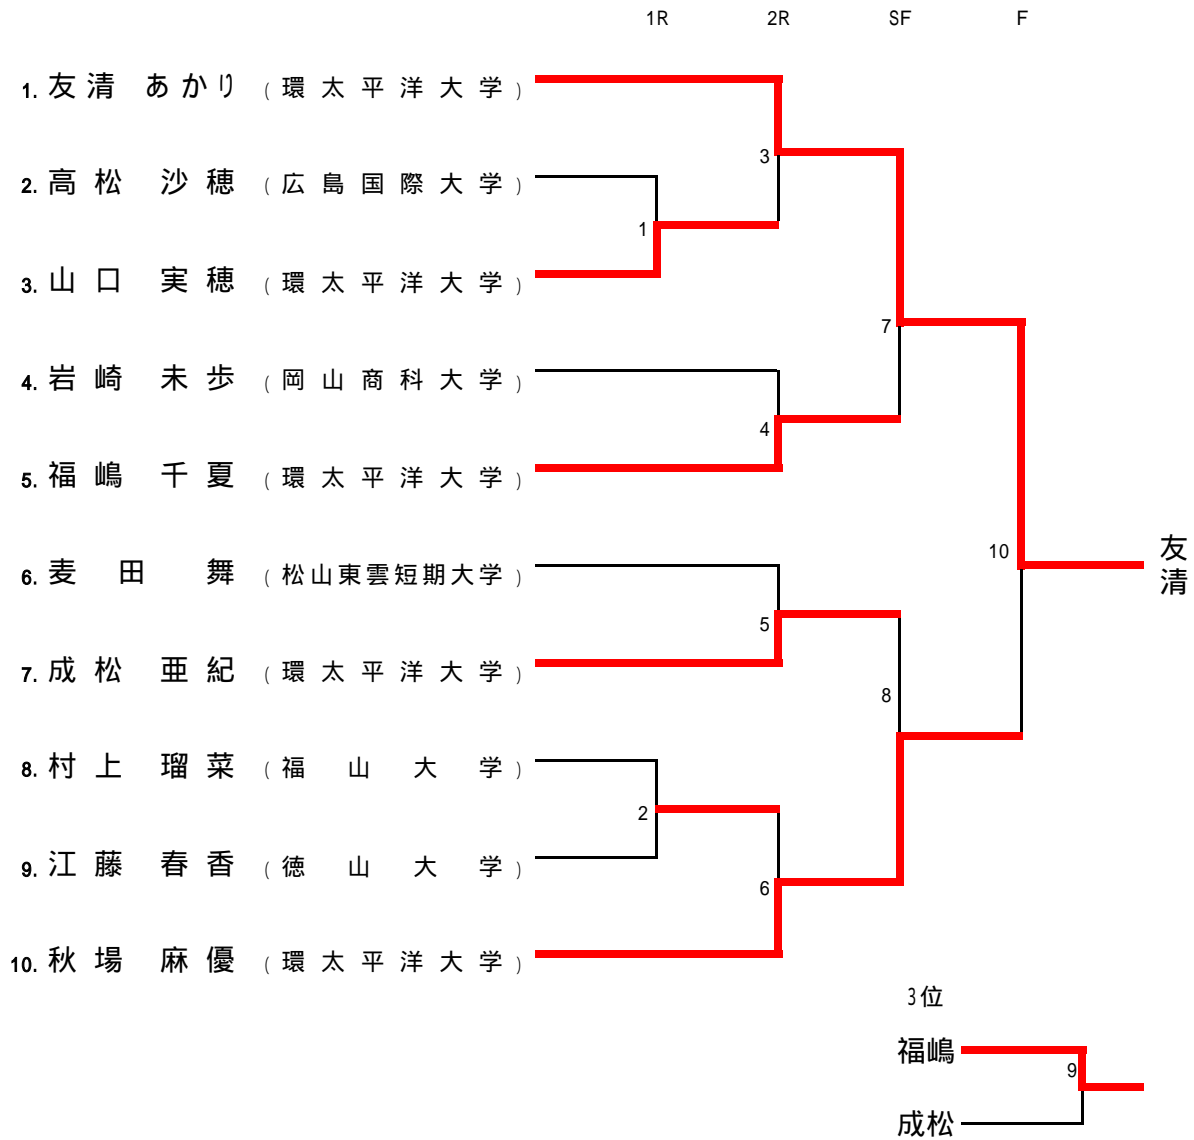 1R 2R SF F
1. 友清 あかり (環太平洋大学)
3
2. 高松 沙穂 (広島国際大学)
1
3. 山口 実穂 (環太平洋大学)
7
4. 岩崎 未歩 (岡山商科大学)
4
5. 福嶋 千夏 (環太平洋大学)
10
友清
6. 麦田 舞 (松山東雲短期大学)
5
7. 成松 亜紀 (環太平洋大学)
8
8. 村上 瑠菜 (福山大学)
2
9. 江藤 春香 (徳山大学)
6
10. 秋場 麻優 (環太平洋大学)
3位
福嶋
9
成松